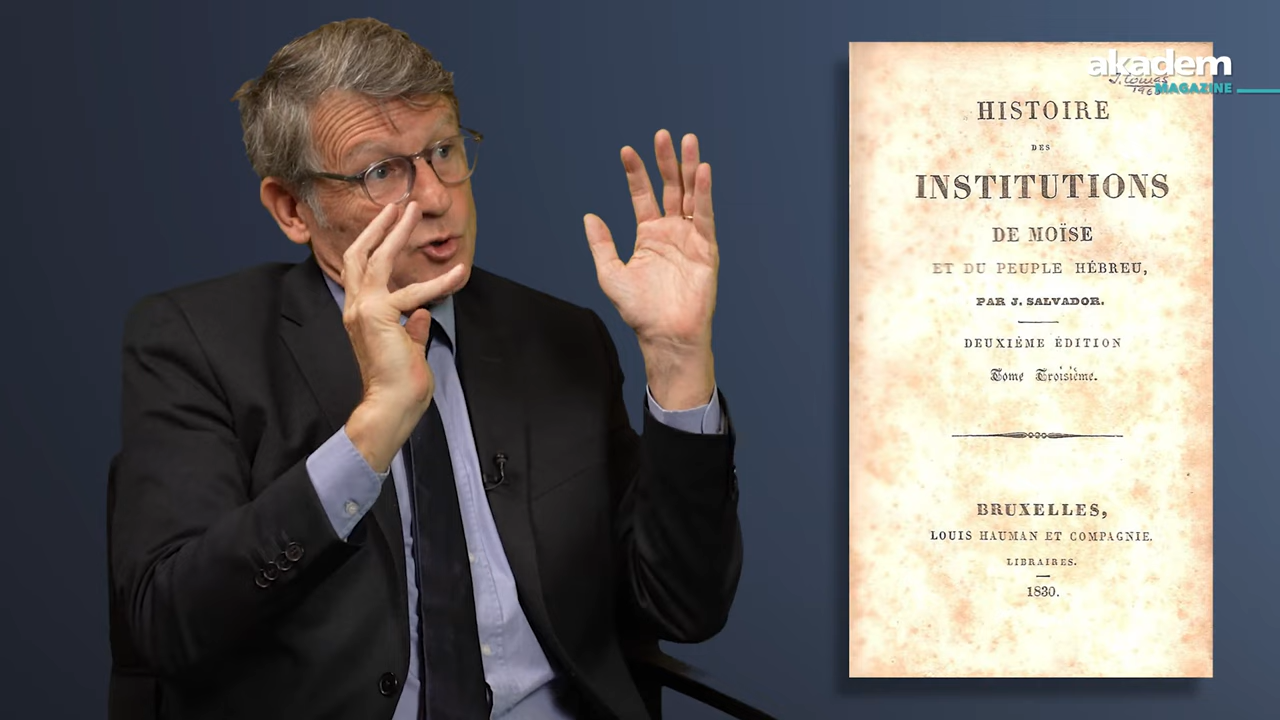 akadem
MAGAZINE
HISTOIRE
DES
INSTITUTIONS
DE MOÏSE
ET DU PEUPLE HÉBREU,
PAR J. SALVADOR.
DEUXIÈME ÉDITION
Tome Troisième.
BRUXELLES,
LOUIS HAUMAN ET COMPAGNIE.
LIBRAIRES.
1830.